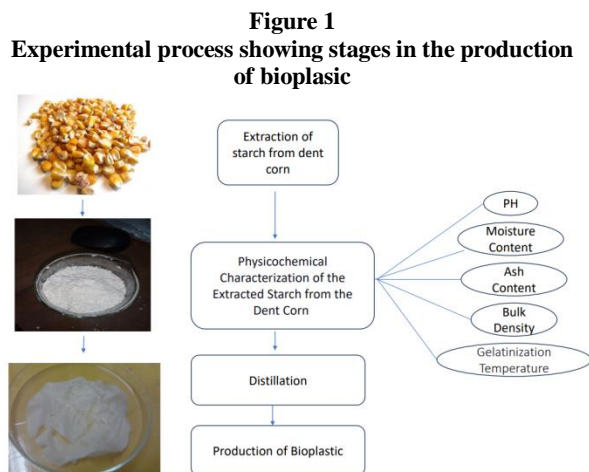 Figure 1
Experimental process showing stages in the production
of bioplasic
Extraction of
starch from dent
corn
Physicochemical
Characterization of the
Extracted Starch from the
Dent Corn
Distillation
Production of Bioplastic
PH
Moisture
Content
Ash
Content
Bulk
Density
Gelatinization
Temperature